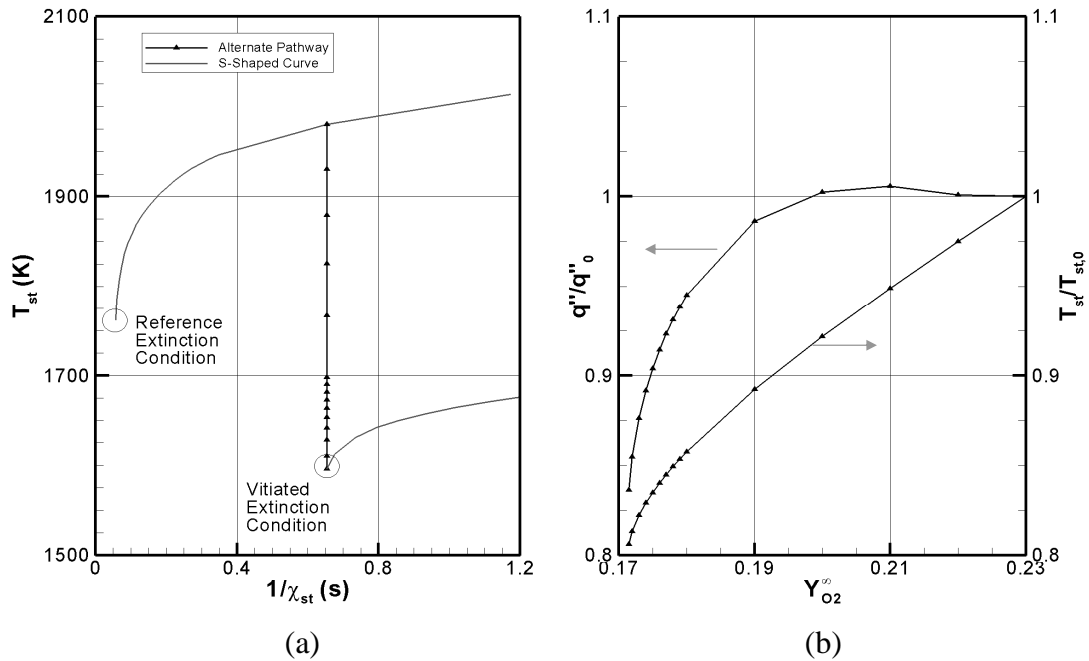 2100
1900
1700
1500
T_st (K)
Alternate Pathway
S-Shaped Curve
Reference
Extinction
Condition
Vitiated
Extinction
Condition
0 0.4 0.8 1.2
1/χ_st (s)
(a)
1.1
1
0.9
0.8
q''/q''_0
1.1
1
0.9
0.8
T_st/T_st,0
0.17 0.19 0.21 0.23
Y_O2^∞
(b)